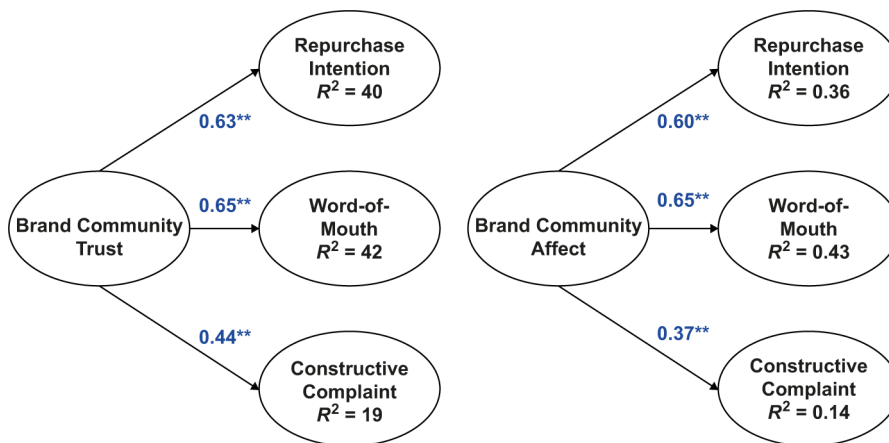 Repurchase
Intention
R² = 40
0.63**
Brand Community
Trust
0.65**
Word-of-
Mouth
R² = 42
0.44**
Constructive
Complaint
R² = 19
Repurchase
Intention
R² = 0.36
0.60**
Brand Community
Affect
0.65**
Word-of-
Mouth
R² = 0.43
0.37**
Constructive
Complaint
R² = 0.14